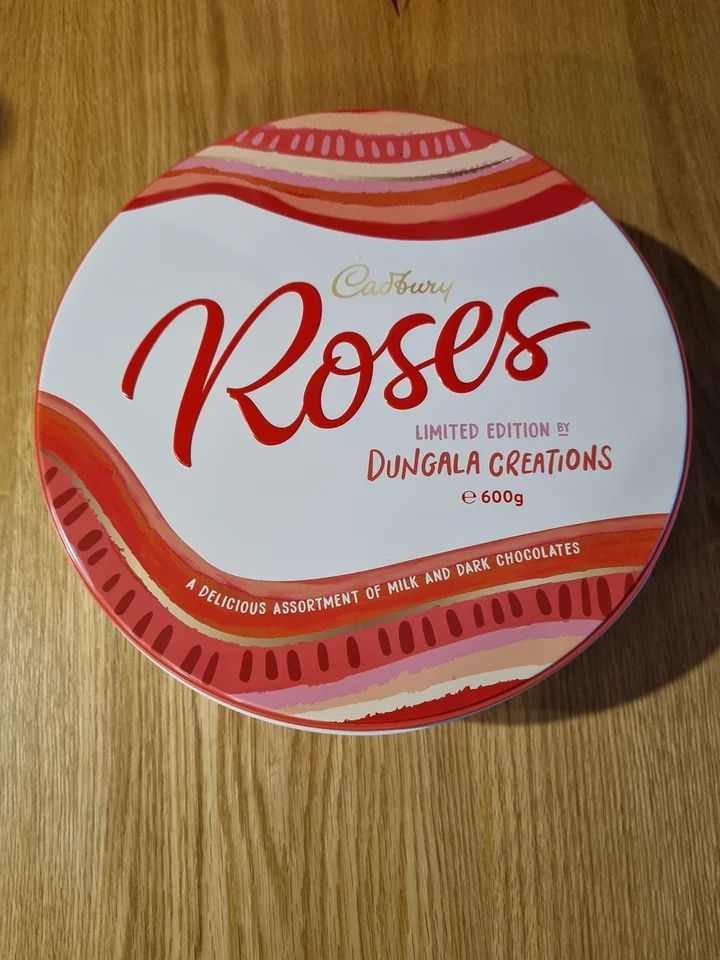 Cadbury
Roses
LIMITED EDITION BY
DUNGALA CREATIONS
℮ 600g
A DELICIOUS ASSORTMENT OF MILK AND DARK CHOCOLATES